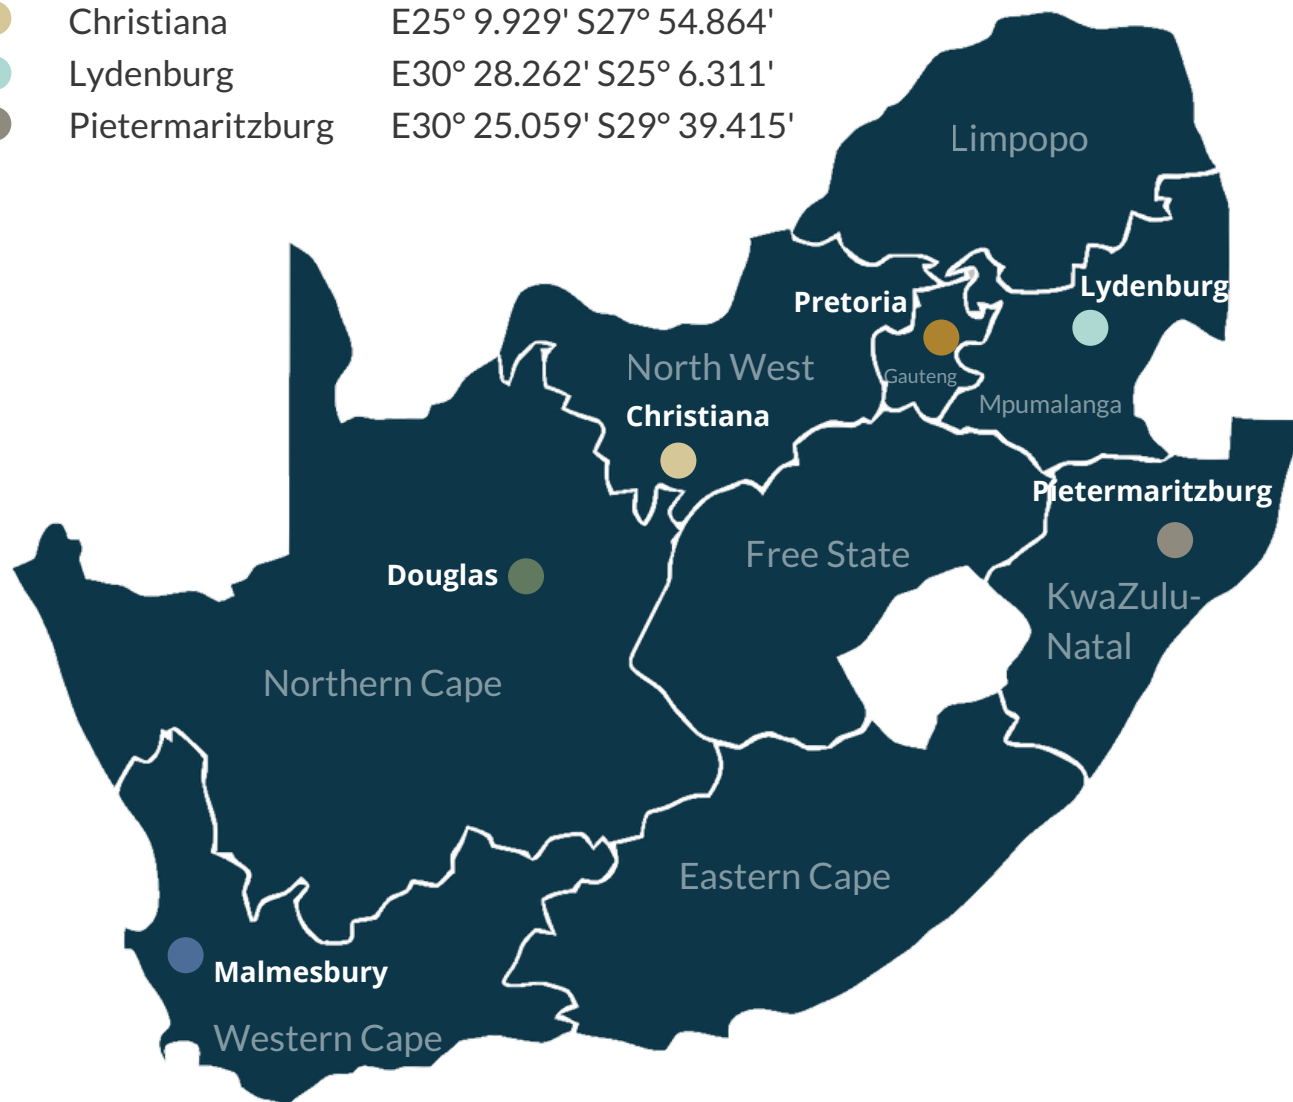 Christiana E25° 9.929' S27° 54.864'
Lydenburg E30° 28.262' S25° 6.311'
Pietermaritzburg E30° 25.059' S29° 39.415'
Limpopo
Lydenburg
Pretoria
North West
Gauteng
Mpumalanga
Christiana
Pietermaritzburg
Free State
Douglas
KwaZulu-
Natal
Northern Cape
Eastern Cape
Malmesbury
Western Cape